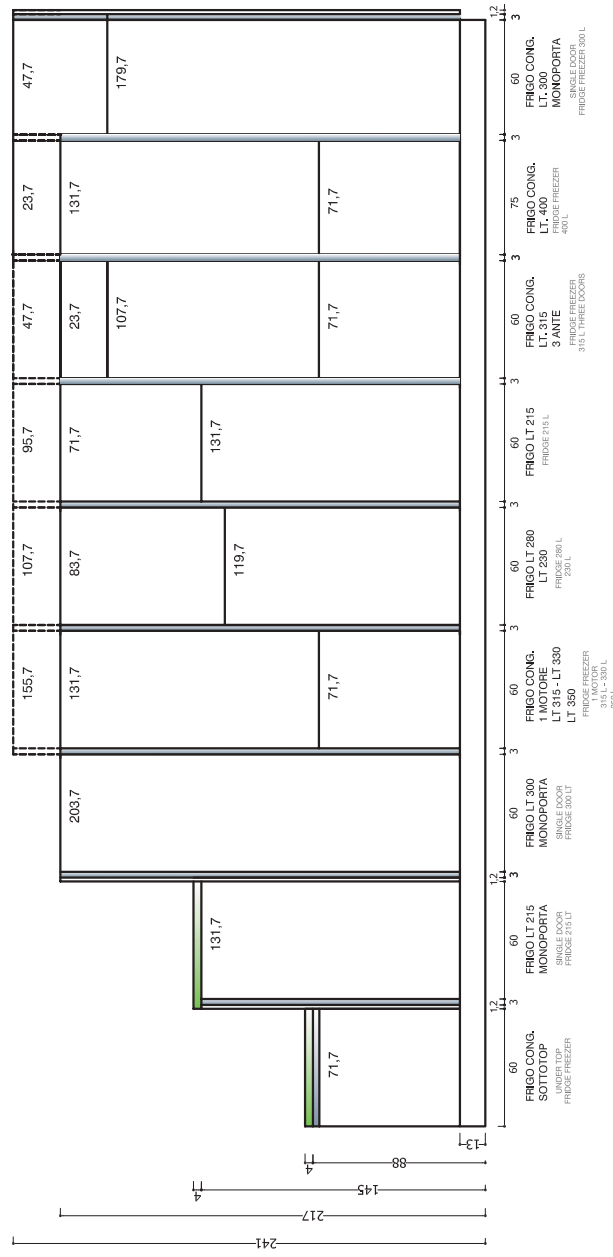 155,7
107,7
95,7
47,7
23,7
47,7
203,7
131,7
83,7
71,7
23,7
131,7
107,7
179,7
131,7
131,7
119,7
71,7
71,7
71,7
71,7
241
217
145
4
88
4
13
60
1,2
3
60
1,2
3
60
3
60
3
60
3
60
3
60
3
75
3
60
3
1,2
FRIGO CONG.
SOTTOTOP
UNDER TOP
FRIDGE FREEZER
FRIGO LT 215
MONOPORTA
SINGLE DOOR
FRIDGE 215 LT
FRIGO LT 300
MONOPORTA
SINGLE DOOR
FRIDGE 300 LT
FRIGO CONG.
1 MOTORE
LT 315 - LT 330
LT 350
FRIDGE FREEZER
1 MOTOR
315 L - 330 L
FRIGO LT 280
LT 230
FRIDGE 280 L
230 L
FRIGO LT 215
FRIDGE 215 L
FRIGO CONG.
LT. 315
3 ANTE
FRIDGE FREEZER
315 L THREE DOORS
FRIGO CONG.
LT. 400
FRIDGE FREEZER
400 L
FRIGO CONG.
LT. 300
MONOPORTA
SINGLE DOOR
FRIDGE FREEZER 300 L